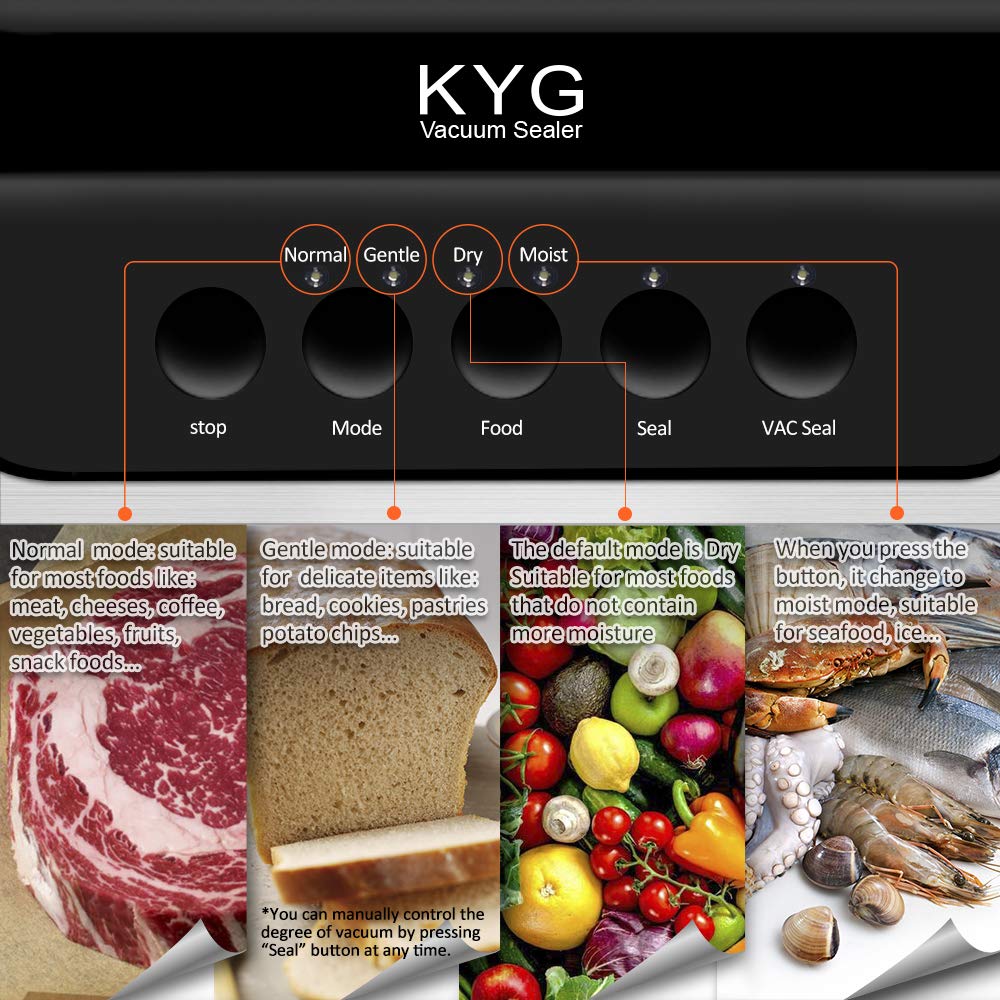 KYG
Vacuum Sealer
Normal
Gentle
Dry
Moist
stop
Mode
Food
Seal
VAC Seal
Normal mode: suitable
for most foods like:
meat, cheeses, coffee,
vegetables, fruits,
snack foods...
Gentle mode: suitable
for delicate items like:
bread, cookies, pastries
potato chips...
*You can manually control the
degree of vacuum by pressing
“Seal” button at any time.
The default mode is Dry
Suitable for most foods
that do not contain
more moisture
When you press the
button, it change to
moist mode, suitable
for seafood, ice...